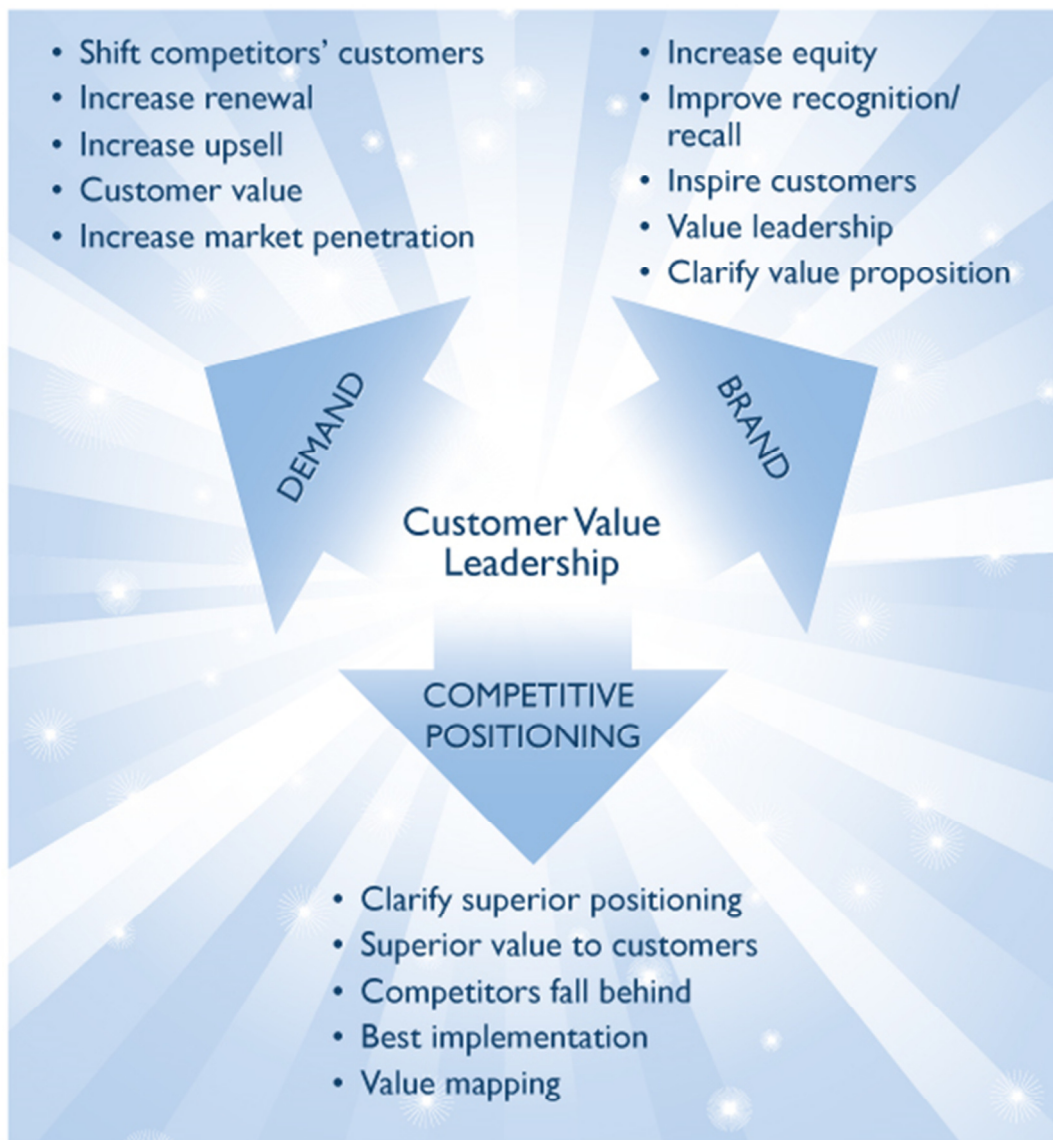 • Shift competitors’ customers
• Increase renewal
• Increase upsell
• Customer value
• Increase market penetration
• Increase equity
• Improve recognition/
recall
• Inspire customers
• Value leadership
• Clarify value proposition
DEMAND
BRAND
Customer Value
Leadership
COMPETITIVE
POSITIONING
• Clarify superior positioning
• Superior value to customers
• Competitors fall behind
• Best implementation
• Value mapping